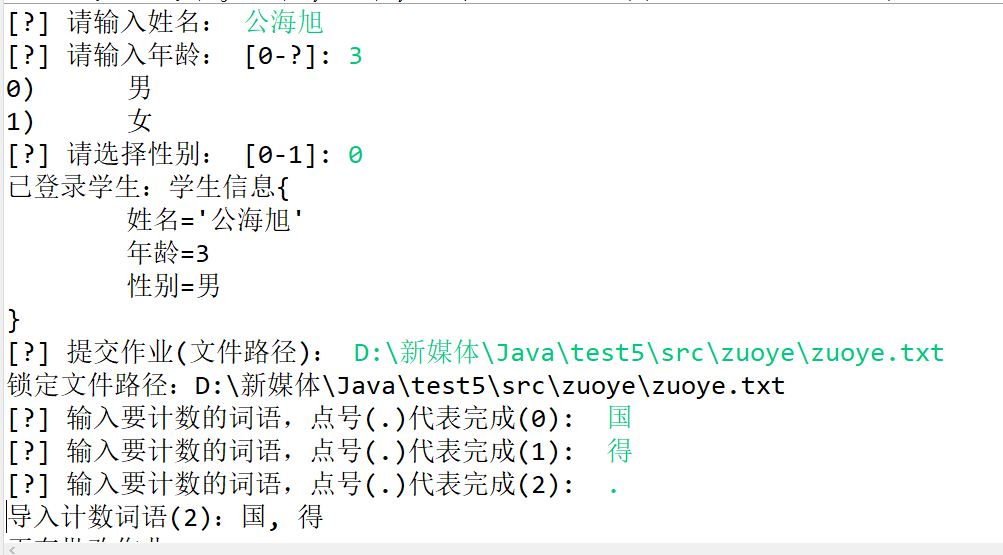 [?] 请输入姓名： 公海旭
[?] 请输入年龄： [0-?]: 3
0)	男
1)	女
[?] 请选择性别： [0-1]: 0
已登录学生：学生信息{
	姓名='公海旭'
	年龄=3
	性别=男
}
[?] 提交作业(文件路径)： D:\新媒体\Java\test5\src\zuoye\zuoye.txt
锁定文件路径：D:\新媒体\Java\test5\src\zuoye\zuoye.txt
[?] 输入要计数的词语，点号(.)代表完成(0)： 国
[?] 输入要计数的词语，点号(.)代表完成(1)： 得
[?] 输入要计数的词语，点号(.)代表完成(2)： .
导入计数词语(2)：国, 得